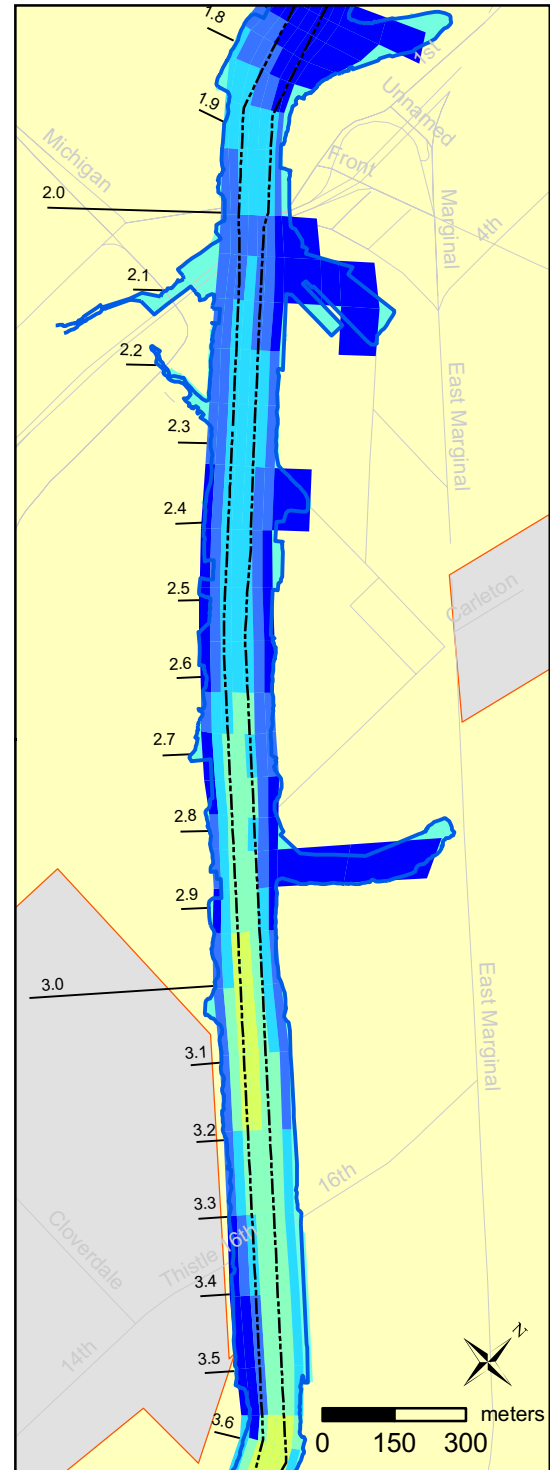 1.8
1st
1.9
Unnamed
Michigan
Front
2.0
Marginal
4th
2.1
2.2
East Marginal
2.3
2.4
2.5
Carleton
2.6
2.7
2.8
2.9
3.0
East Marginal
3.1
3.2
16th
3.3
Cloverdale
Thistle
16th
3.4
14th
3.5
N
3.6
meters
0 150 300